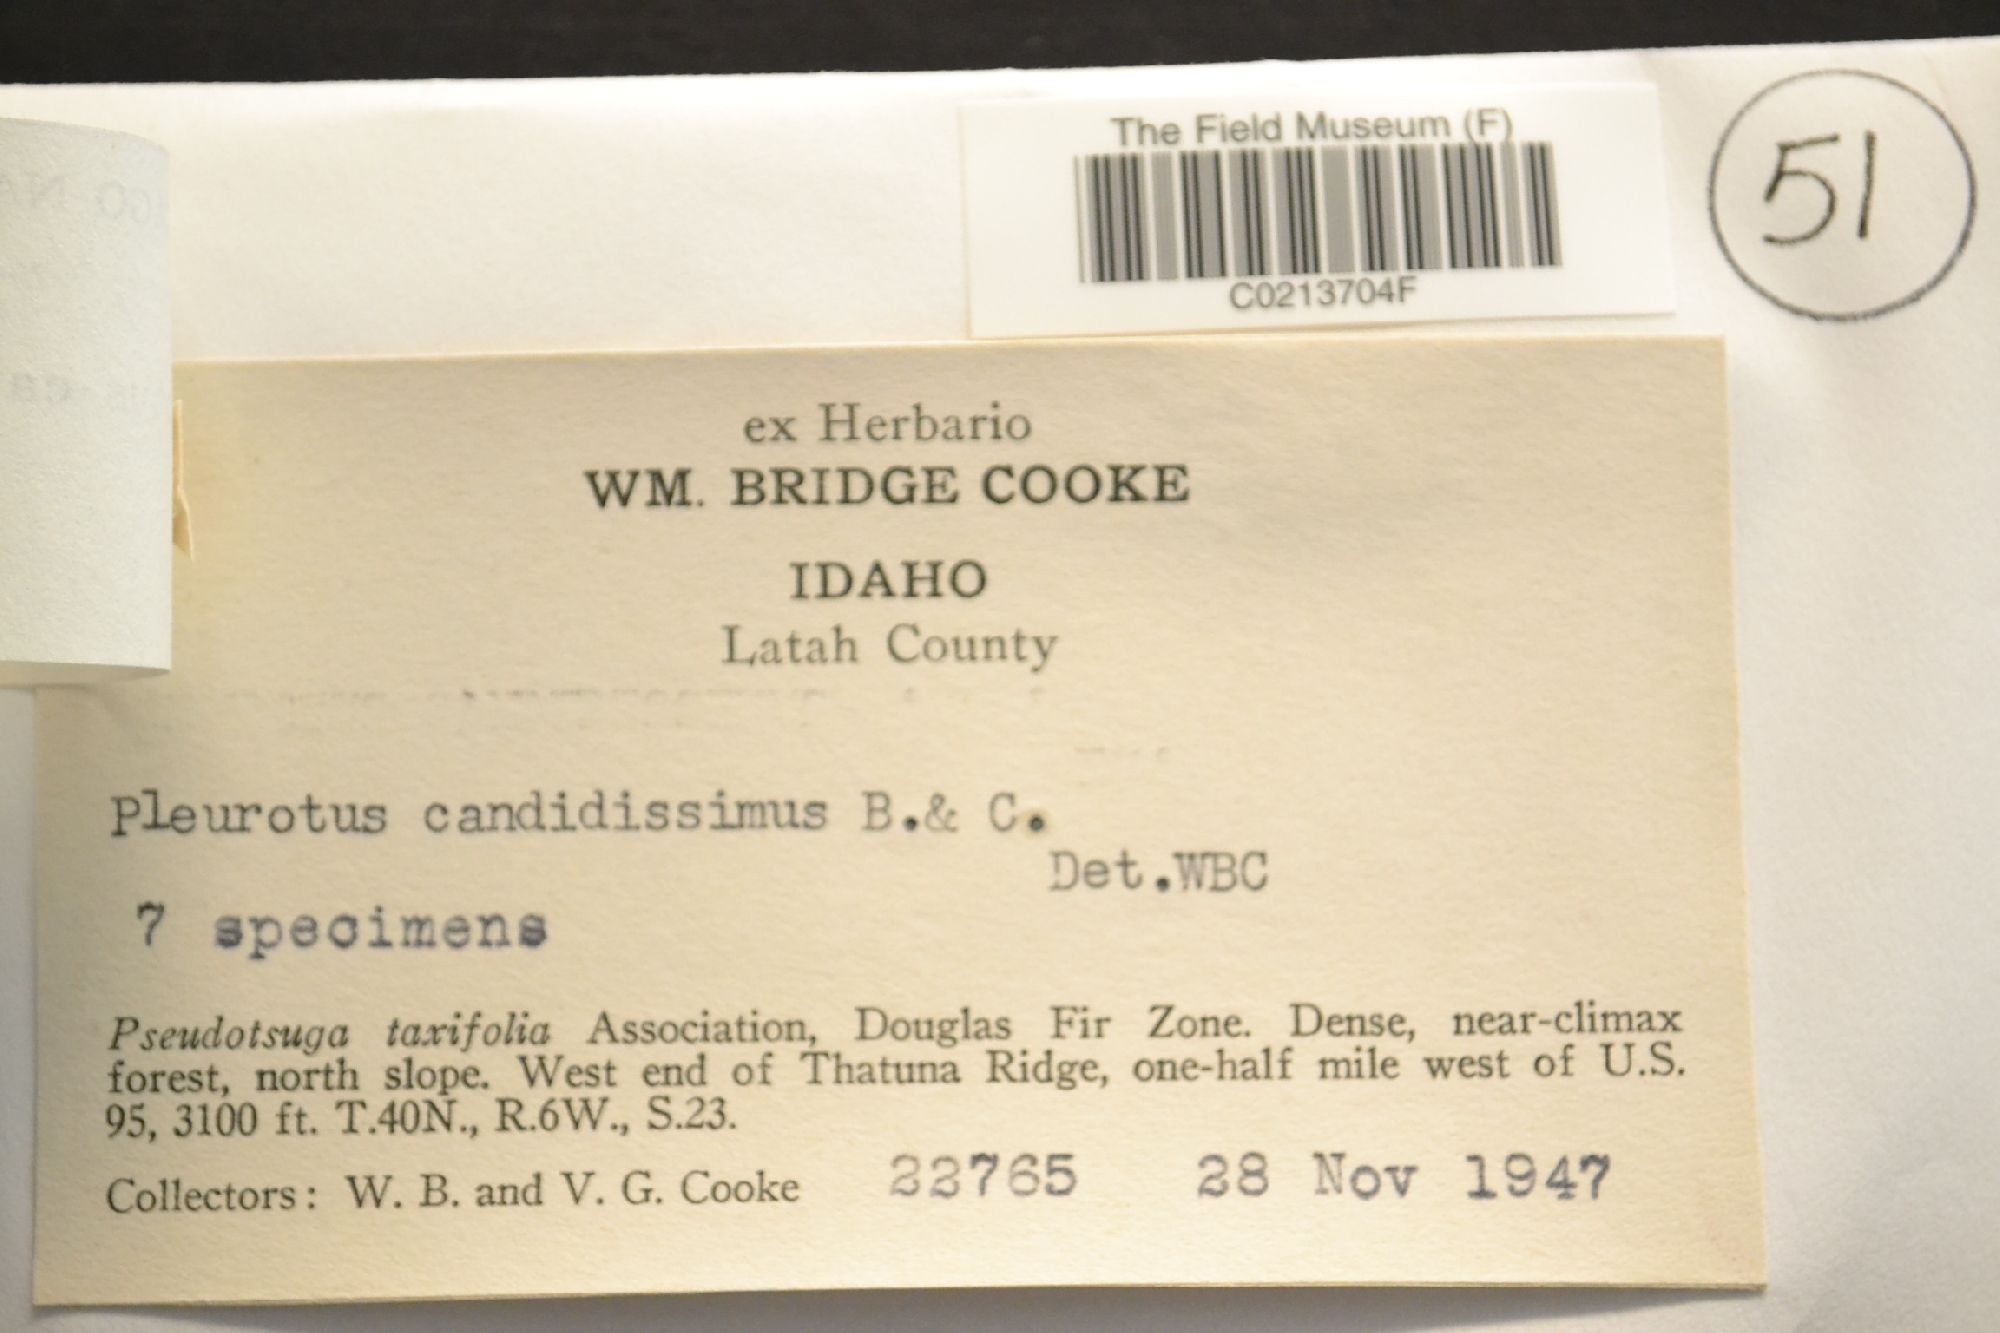 The Field Museum (F)
C0213704F
51
ex Herbario
WM. BRIDGE COOKE
IDAHO
Latah County
Pleurotus candidissimus B.& C.
Det.WBC
7 specimens
Pseudotsuga taxifolia Association, Douglas Fir Zone. Dense, near-climax
forest, north slope. West end of Thatuna Ridge, one-half mile west of U.S.
95, 3100 ft. T.40N., R.6W., S.23.
Collectors: W. B. and V. G. Cooke 22765 28 Nov 1947